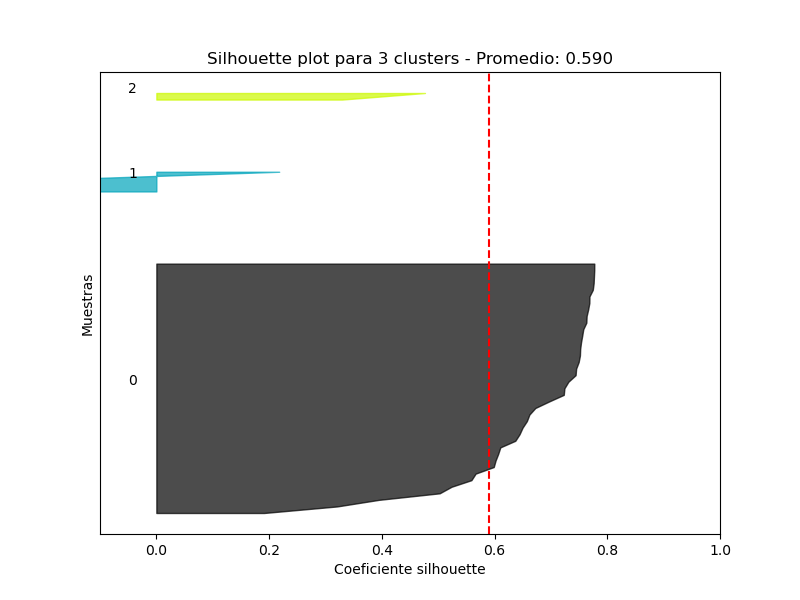 Silhouette plot para 3 clusters - Promedio: 0.590
2
1
0
Muestras
0.0 0.2 0.4 0.6 0.8 1.0
Coeficiente silhouette